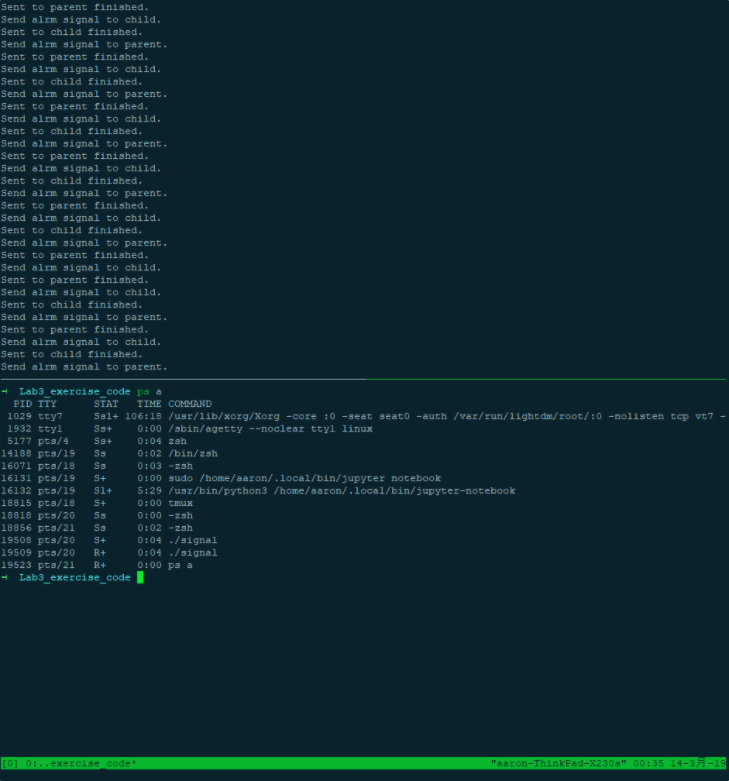 Sent to parent finished.
Send alrm signal to child.
Sent to child finished.
Send alrm signal to parent.
Sent to parent finished.
Send alrm signal to child.
Sent to child finished.
Send alrm signal to parent.
Sent to parent finished.
Send alrm signal to child.
Sent to child finished.
Send alrm signal to parent.
Sent to parent finished.
Send alrm signal to child.
Sent to child finished.
Send alrm signal to parent.
Sent to parent finished.
Send alrm signal to child.
Sent to child finished.
Send alrm signal to parent.
Sent to parent finished.
Send alrm signal to child.
Sent to parent finished.
Send alrm signal to child.
Sent to child finished.
Send alrm signal to parent.
Sent to parent finished.
Send alrm signal to child.
Sent to child finished.
Send alrm signal to parent.
Lab3_exercise_code ps a
PID TTY STAT TIME COMMAND
1029 tty7 Ssl+ 106:18 /usr/lib/xorg/Xorg -core :0 -seat seat0 -auth /var/run/lightdm/root/:0 -nolisten tcp vt7 -
1932 tty1 Ss+ 0:00 /sbin/agetty --noclear tty1 linux
5177 pts/4 Ss+ 0:04 zsh
14188 pts/19 Ss 0:02 /bin/zsh
16071 pts/18 Ss 0:03 -zsh
16131 pts/19 S+ 0:00 sudo /home/aaron/.local/bin/jupyter notebook
16132 pts/19 Sl+ 5:29 /usr/bin/python3 /home/aaron/.local/bin/jupyter-notebook
18815 pts/18 S+ 0:00 tmux
18818 pts/20 Ss 0:00 -zsh
18856 pts/21 Ss 0:02 -zsh
19508 pts/20 S+ 0:04 ./signal
19509 pts/20 R+ 0:04 ./signal
19523 pts/21 R+ 0:00 ps a
Lab3_exercise_code
[0] 0:..exercise_code* "aaron-ThinkPad-X230s" 00:35 14-3月-19